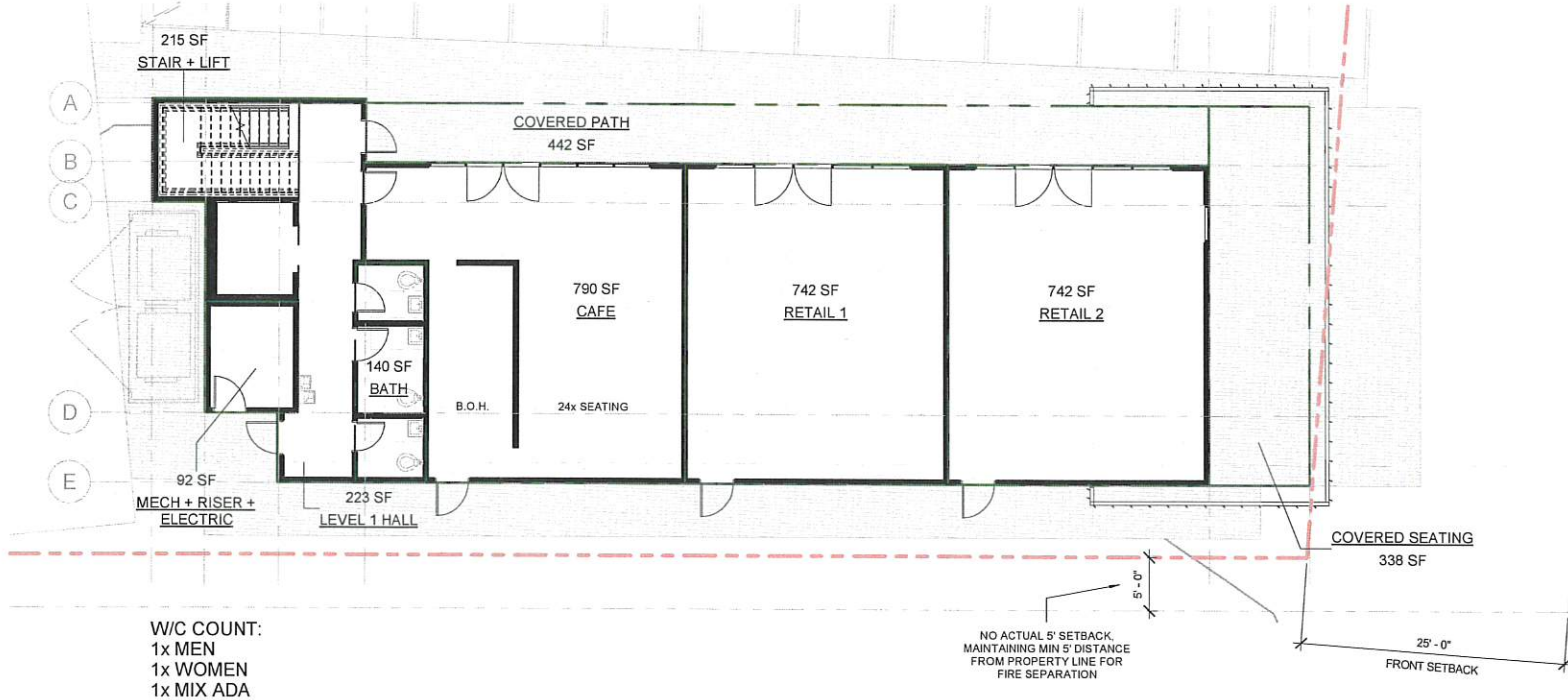 215 SF
STAIR + LIFT
A
B
C
D
E
COVERED PATH
442 SF
790 SF
CAFE
742 SF
RETAIL 1
742 SF
RETAIL 2
140 SF
BATH
B.O.H.
24x SEATING
92 SF
MECH + RISER +
ELECTRIC
223 SF
LEVEL 1 HALL
COVERED SEATING
338 SF
5' - 0"
NO ACTUAL 5' SETBACK,
MAINTAINING MIN 5' DISTANCE
FROM PROPERTY LINE FOR
FIRE SEPARATION
25' - 0"
FRONT SETBACK
W/C COUNT:
1x MEN
1x WOMEN
1x MIX ADA